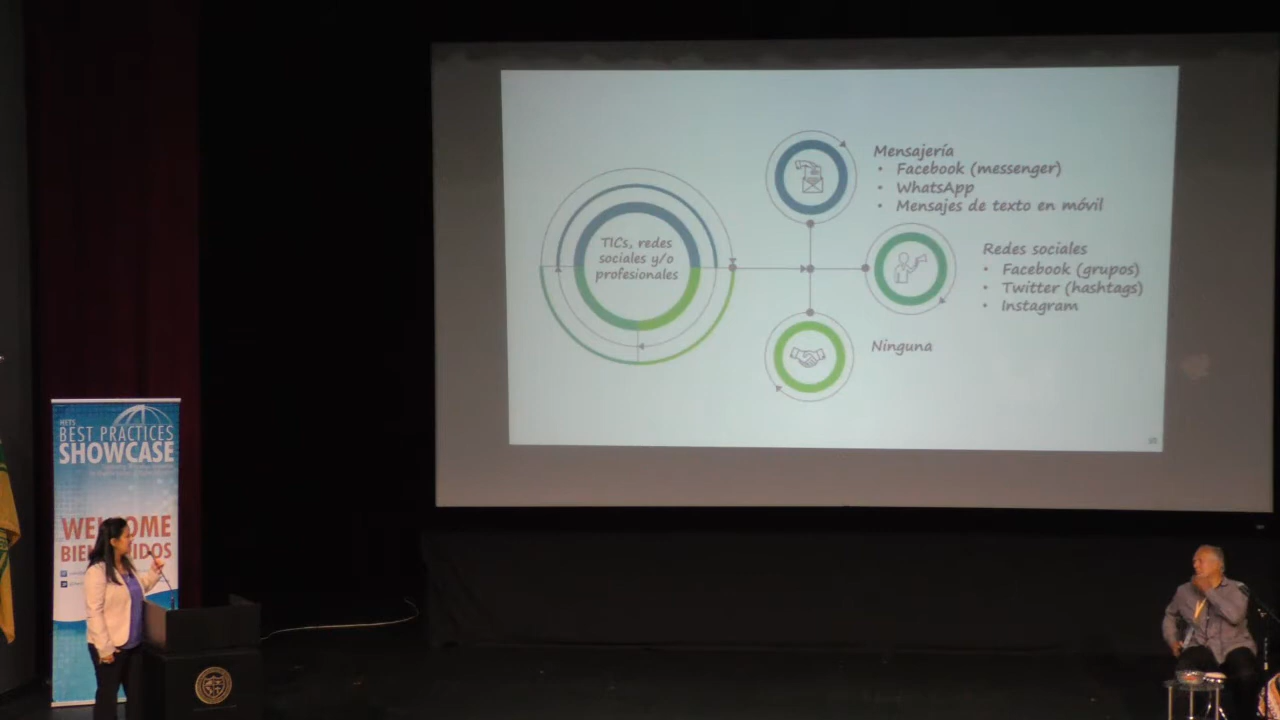 TICs, redes
sociales y/o
profesionales
Mensajería
• Facebook (messenger)
• WhatsApp
• Mensajes de texto en móvil
Redes sociales
• Facebook (grupos)
• Twitter (hashtags)
• Instagram
Ninguna
HETS
BEST PRACTICES
SHOWCASE
WELCOME